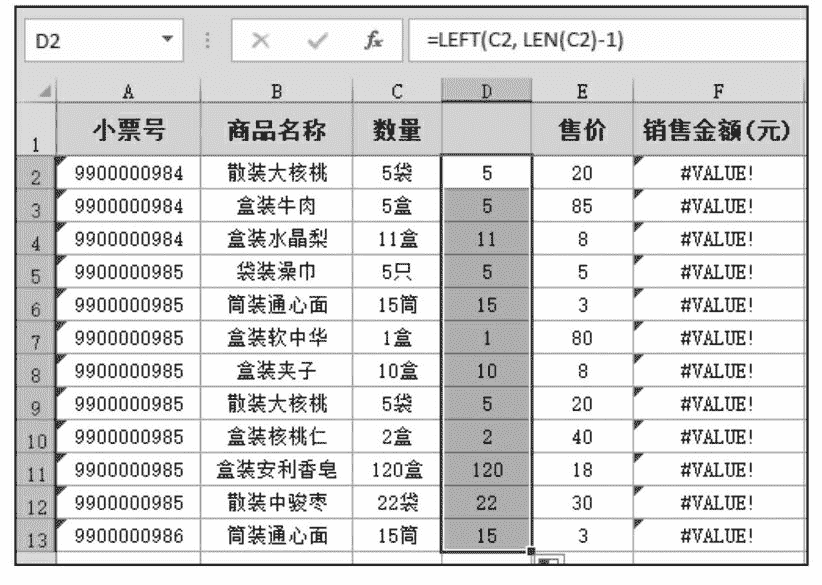 D2 fx =LEFT(C2, LEN(C2)-1)
A B C D E F
1 小票号 商品名称 数量 售价 销售金额(元)
2 9900000984 散装大核桃 5袋 5 20 #VALUE!
3 9900000984 盒装牛肉 5盒 5 85 #VALUE!
4 9900000984 盒装水晶梨 11盒 11 8 #VALUE!
5 9900000985 袋装澡巾 5只 5 5 #VALUE!
6 9900000985 筒装通心面 15筒 15 3 #VALUE!
7 9900000985 盒装软中华 1盒 1 80 #VALUE!
8 9900000985 盒装夹子 10盒 10 8 #VALUE!
9 9900000985 散装大核桃 5袋 5 20 #VALUE!
10 9900000985 盒装核桃仁 2盒 2 40 #VALUE!
11 9900000985 盒装安利香皂 120盒 120 18 #VALUE!
12 9900000985 散装中骏枣 22袋 22 30 #VALUE!
13 9900000986 筒装通心面 15筒 15 3 #VALUE!